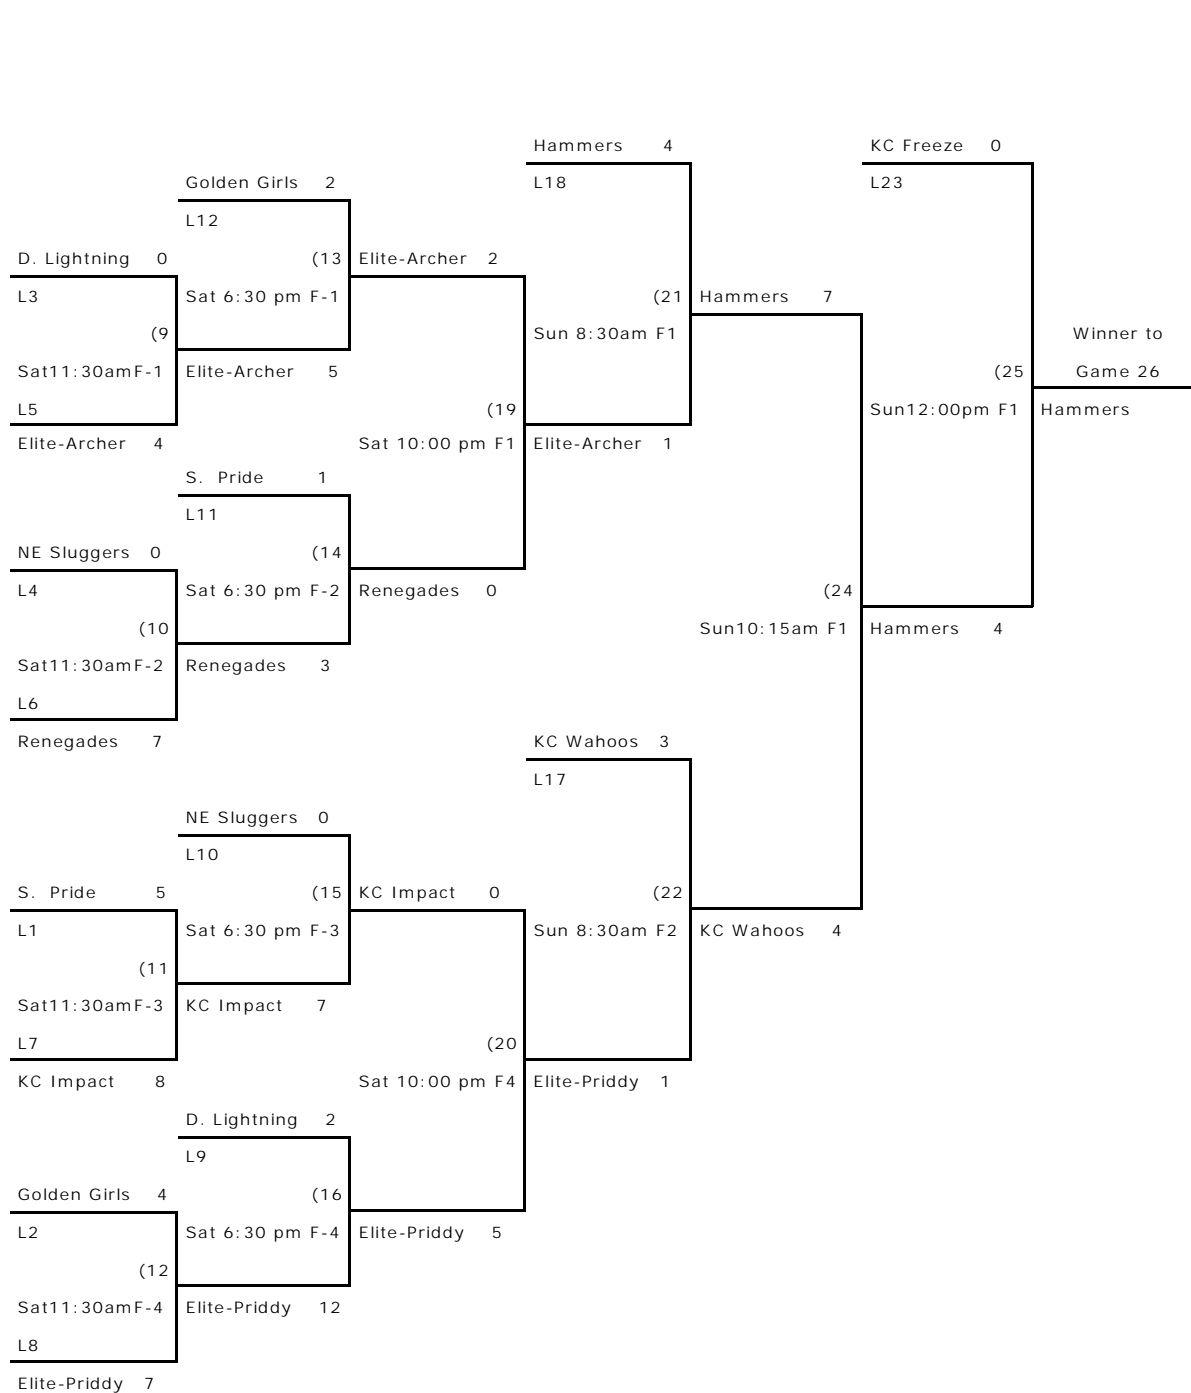 Hammers 4
KC Freeze 0
Golden Girls 2
L18
L23
L12
D. Lightning 0
(13
Elite-Archer 2
L3
Sat 6:30 pm F-1
(21
Hammers 7
(9
Sun 8:30am F1
Winner to
Sat11:30amF-1
Elite-Archer 5
(25
Game 26
L5
(19
Sun12:00pm F1
Hammers
Elite-Archer 4
Sat 10:00 pm F1
Elite-Archer 1
S. Pride 1
L11
NE Sluggers 0
(14
L4
Sat 6:30 pm F-2
Renegades 0
(24
(10
Sun10:15am F1
Hammers 4
Sat11:30amF-2
Renegades 3
L6
Renegades 7
KC Wahoos 3
L17
NE Sluggers 0
L10
S. Pride 5
(15
KC Impact 0
(22
L1
Sat 6:30 pm F-3
Sun 8:30am F2
KC Wahoos 4
(11
Sat11:30amF-3
KC Impact 7
L7
(20
KC Impact 8
Sat 10:00 pm F4
Elite-Priddy 1
D. Lightning 2
L9
Golden Girls 4
(16
L2
Sat 6:30 pm F-4
Elite-Priddy 5
(12
Sat11:30amF-4
Elite-Priddy 12
L8
Elite-Priddy 7